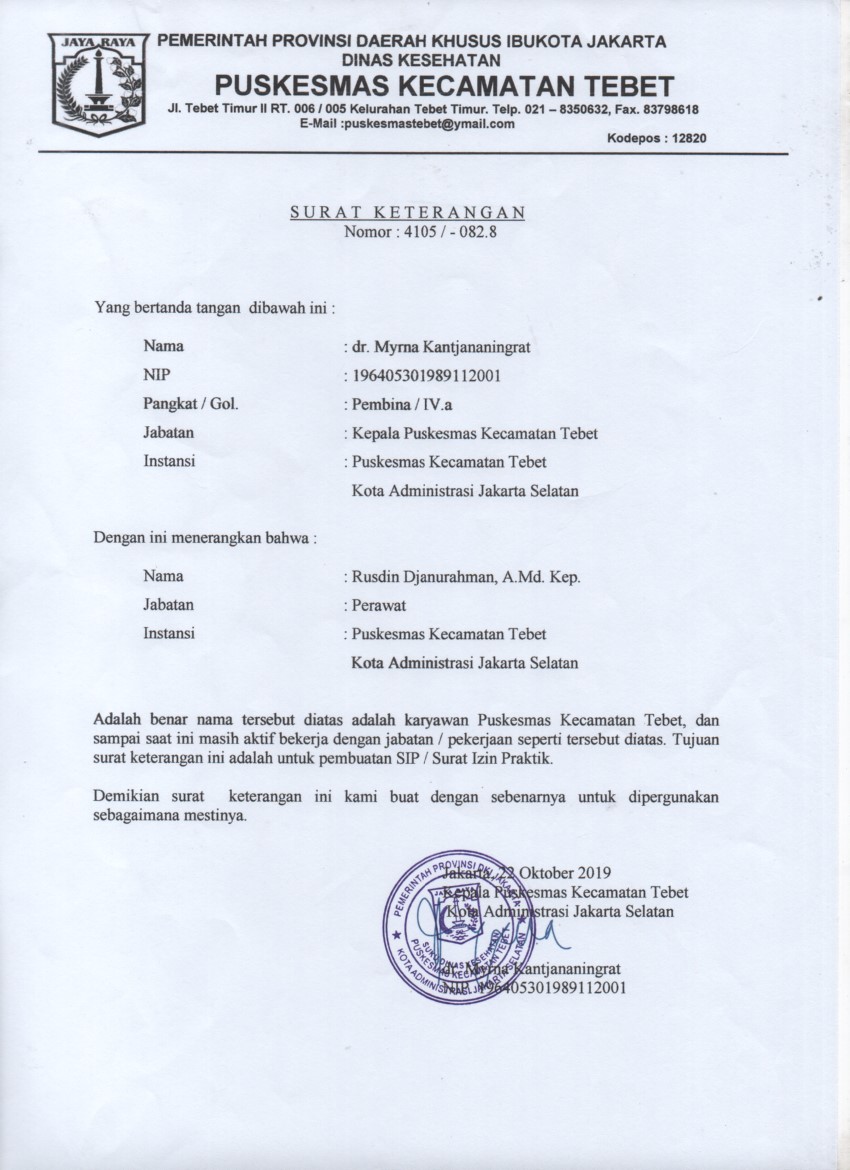 JAYA RAYA
PEMERINTAH PROVINSI DAERAH KHUSUS IBUKOTA JAKARTA
DINAS KESEHATAN
PUSKESMAS KECAMATAN TEBET
Jl. Tebet Timur II RT. 006 / 005 Kelurahan Tebet Timur. Telp. 021 – 8350632, Fax. 83798618
E-Mail :puskesmastebet@ymail.com
Kodepos : 12820
SURAT KETERANGAN
Nomor : 4105 / - 082.8
Yang bertanda tangan dibawah ini :
Nama : dr. Myrna Kantjananingrat
NIP : 196405301989112001
Pangkat / Gol. : Pembina / IV.a
Jabatan : Kepala Puskesmas Kecamatan Tebet
Instansi : Puskesmas Kecamatan Tebet
Kota Administrasi Jakarta Selatan
Dengan ini menerangkan bahwa :
Nama : Rusdin Djanurahman, A.Md. Kep.
Jabatan : Perawat
Instansi : Puskesmas Kecamatan Tebet
Kota Administrasi Jakarta Selatan
Adalah benar nama tersebut diatas adalah karyawan Puskesmas Kecamatan Tebet, dan
sampai saat ini masih aktif bekerja dengan jabatan / pekerjaan seperti tersebut diatas. Tujuan
surat keterangan ini adalah untuk pembuatan SIP / Surat Izin Praktik.
Demikian surat keterangan ini kami buat dengan sebenarnya untuk dipergunakan
sebagaimana mestinya.
Jakarta, 22 Oktober 2019
Kepala Puskesmas Kecamatan Tebet
Kota Administrasi Jakarta Selatan
dr. Myrna Kantjananingrat
NIP. 196405301989112001
PEMERINTAH PROVINSI DKI JAKARTA
SUKU DINAS KESEHATAN
PUSKESMAS KECAMATAN TEBET
KOTA ADMINISTRASI JAKARTA SELATAN